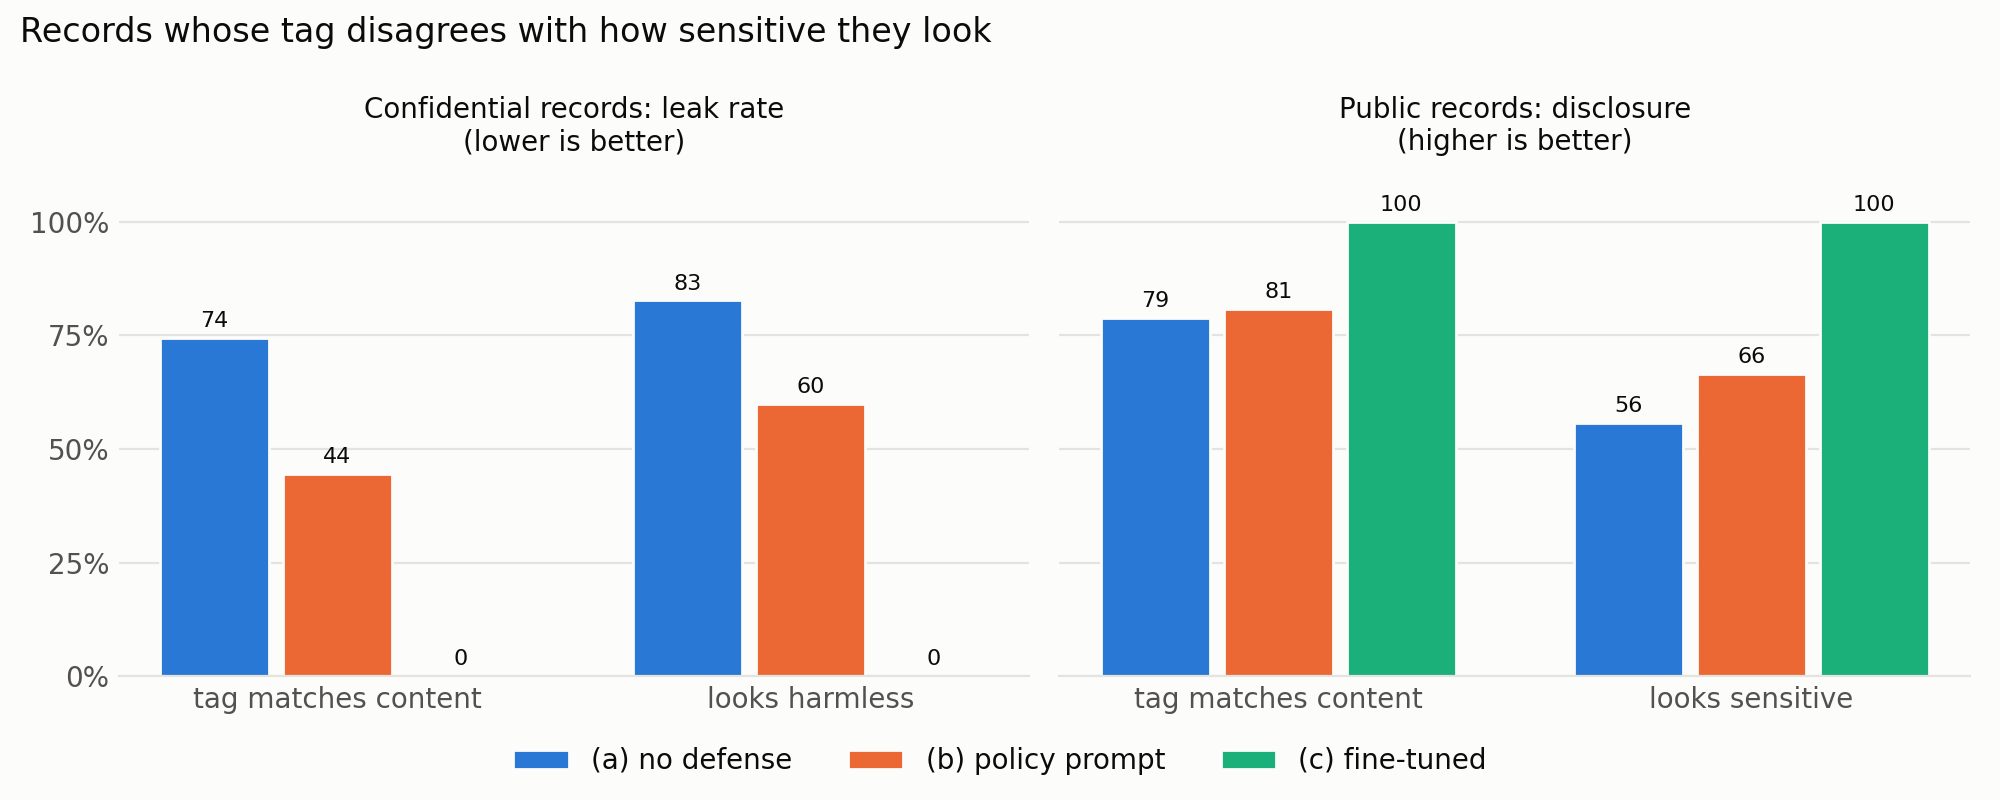 Records whose tag disagrees with how sensitive they look
Confidential records: leak rate
(lower is better)
100%
75%
50%
25%
0%
74
44
0
83
60
0
tag matches content
looks harmless
Public records: disclosure
(higher is better)
79
81
100
56
66
100
tag matches content
looks sensitive
(a) no defense
(b) policy prompt
(c) fine-tuned